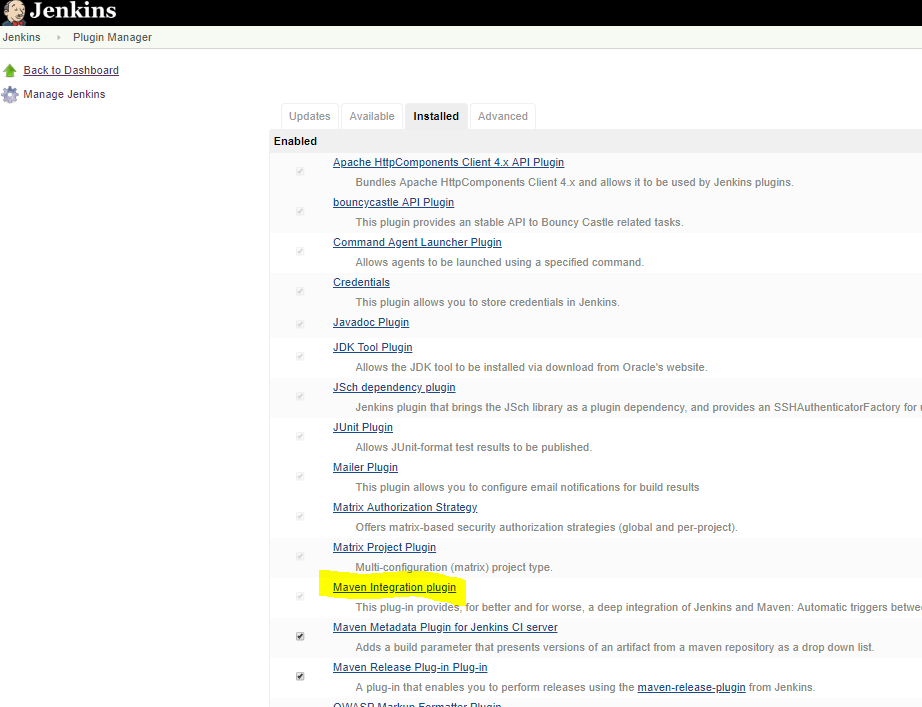 Jenkins
Jenkins Plugin Manager
Back to Dashboard
Manage Jenkins
Updates Available Installed Advanced
Enabled
Apache HttpComponents Client 4.x API Plugin
Bundles Apache HttpComponents Client 4.x and allows it to be used by Jenkins plugins.
bouncycastle API Plugin
This plugin provides an stable API to Bouncy Castle related tasks.
Command Agent Launcher Plugin
Allows agents to be launched using a specified command.
Credentials
This plugin allows you to store credentials in Jenkins.
Javadoc Plugin
JDK Tool Plugin
Allows the JDK tool to be installed via download from Oracle's website.
JSch dependency plugin
Jenkins plugin that brings the JSch library as a plugin dependency, and provides an SSHAuthenticatorFactory for
JUnit Plugin
Allows JUnit-format test results to be published.
Mailer Plugin
This plugin allows you to configure email notifications for build results
Matrix Authorization Strategy
Offers matrix-based security authorization strategies (global and per-project).
Matrix Project Plugin
Multi-configuration (matrix) project type.
Maven Integration plugin
This plug-in provides, for better and for worse, a deep integration of Jenkins and Maven: Automatic triggers betwe
Maven Metadata Plugin for Jenkins CI server
Adds a build parameter that presents versions of an artifact from a maven repository as a drop down list.
Maven Release Plug-in Plug-in
A plug-in that enables you to perform releases using the maven-release-plugin from Jenkins.
OWASP Markup Formatter Plugin